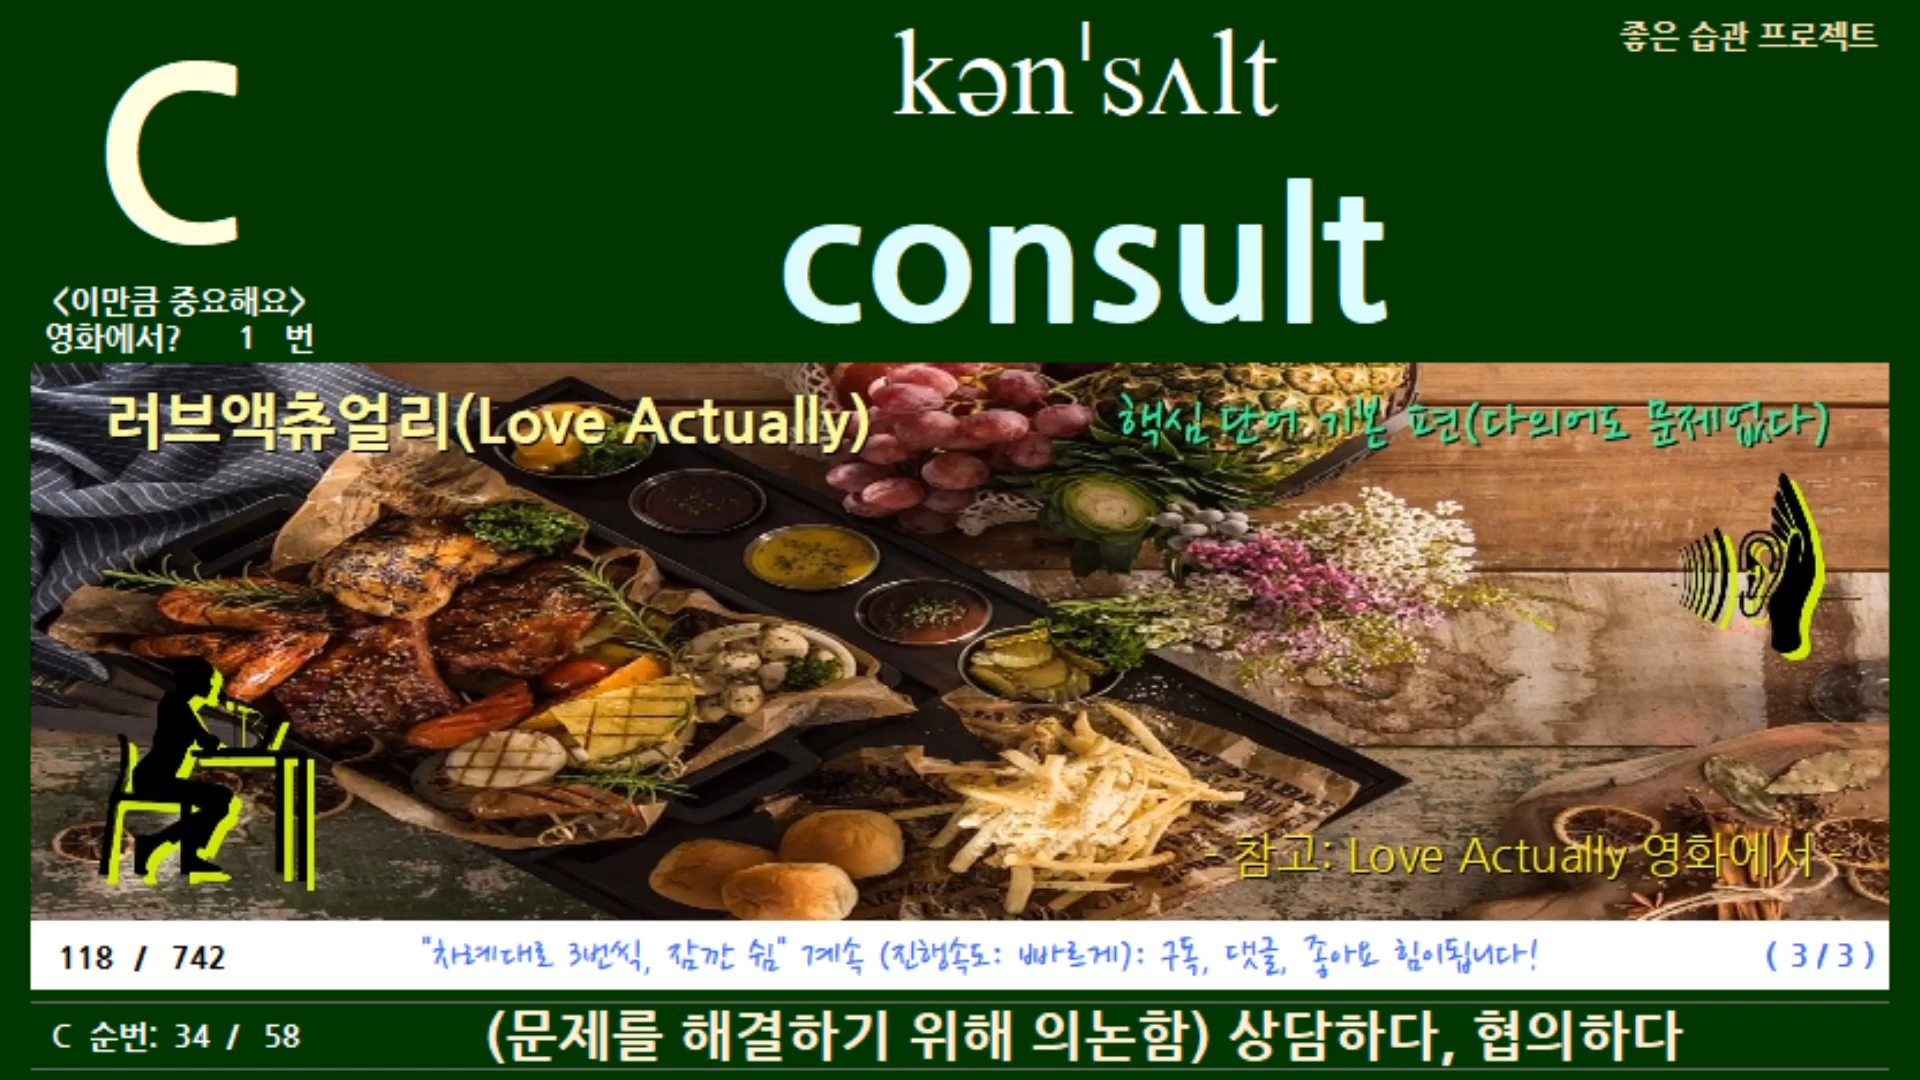 좋은 습관 프로젝트
C
kənˈsʌlt
consult
<이만큼 중요해요>
영화에서? 1 번
러브액츄얼리(Love Actually)
핵심 단어 기본 편(다의어도 문제없다)
- 참고: Love Actually 영화에서 -
118 / 742
"차례대로 3번씩, 잠깐 쉼" 계속 (진행속도: 빠르게): 구독, 댓글, 좋아요 힘이됩니다!
( 3 / 3 )
C 순번: 34 / 58
(문제를 해결하기 위해 의논함) 상담하다, 협의하다